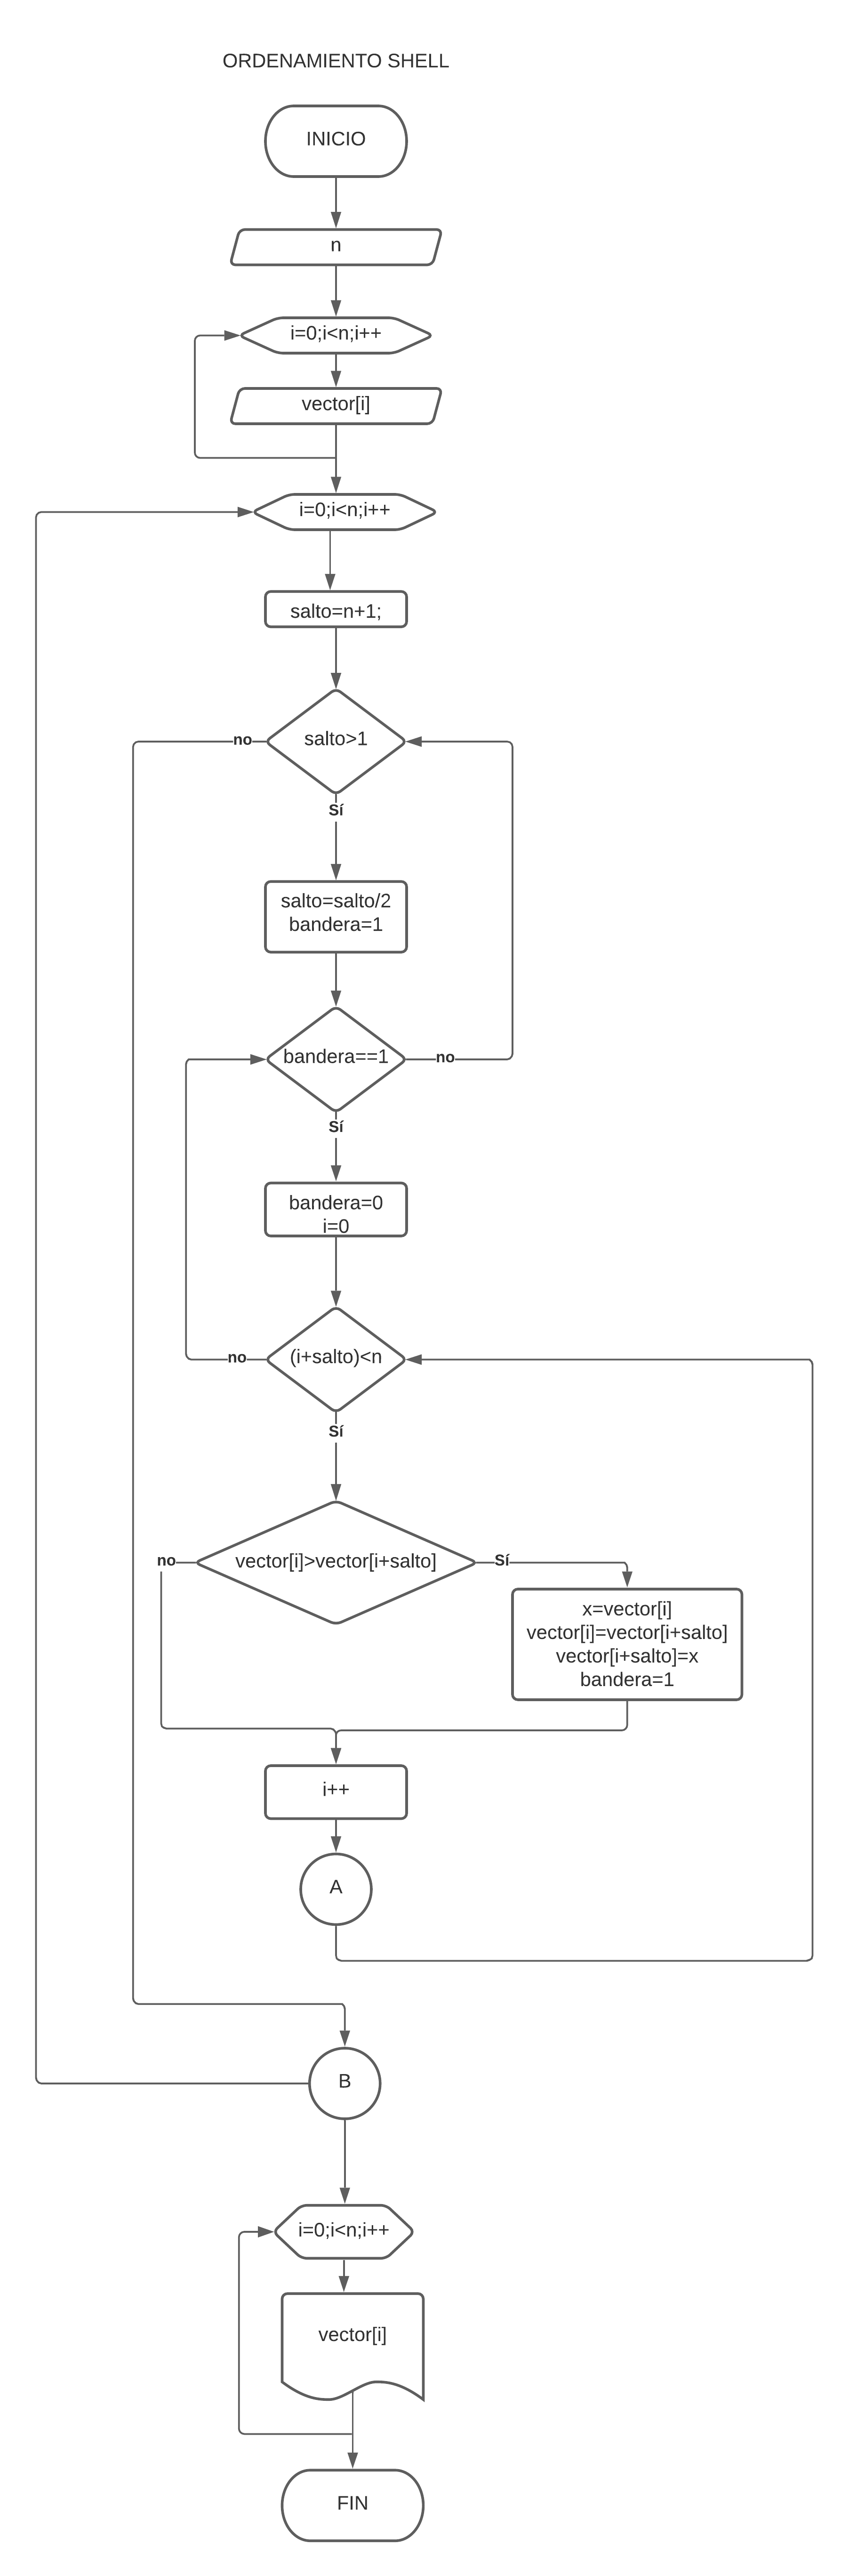 ORDENAMIENTO SHELL
INICIO
n
i=0;i<n;i++
vector[i]
i=0;i<n;i++
salto=n+1;
salto>1
no
Sí
salto=salto/2
bandera=1
bandera==1
no
Sí
bandera=0
i=0
(i+salto)<n
no
Sí
vector[i]>vector[i+salto]
no
Sí
x=vector[i]
vector[i]=vector[i+salto]
vector[i+salto]=x
bandera=1
i++
A
B
i=0;i<n;i++
vector[i]
FIN